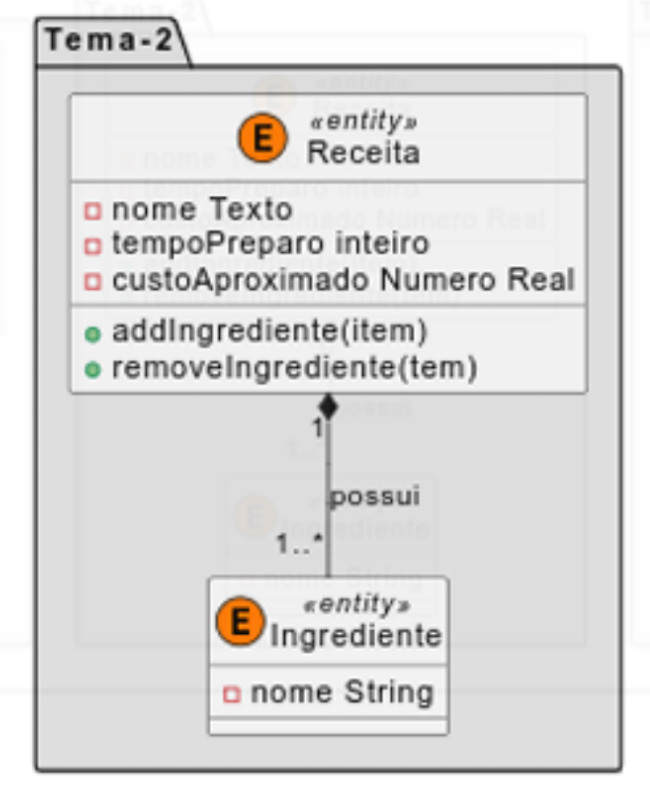 Tema-2
E «entity»
Receita
nome Texto
tempoPreparo inteiro
custoAproximado Numero Real
addIngrediente(item)
removeIngrediente(tem)
1
possui
1..*
E «entity»
Ingrediente
nome String